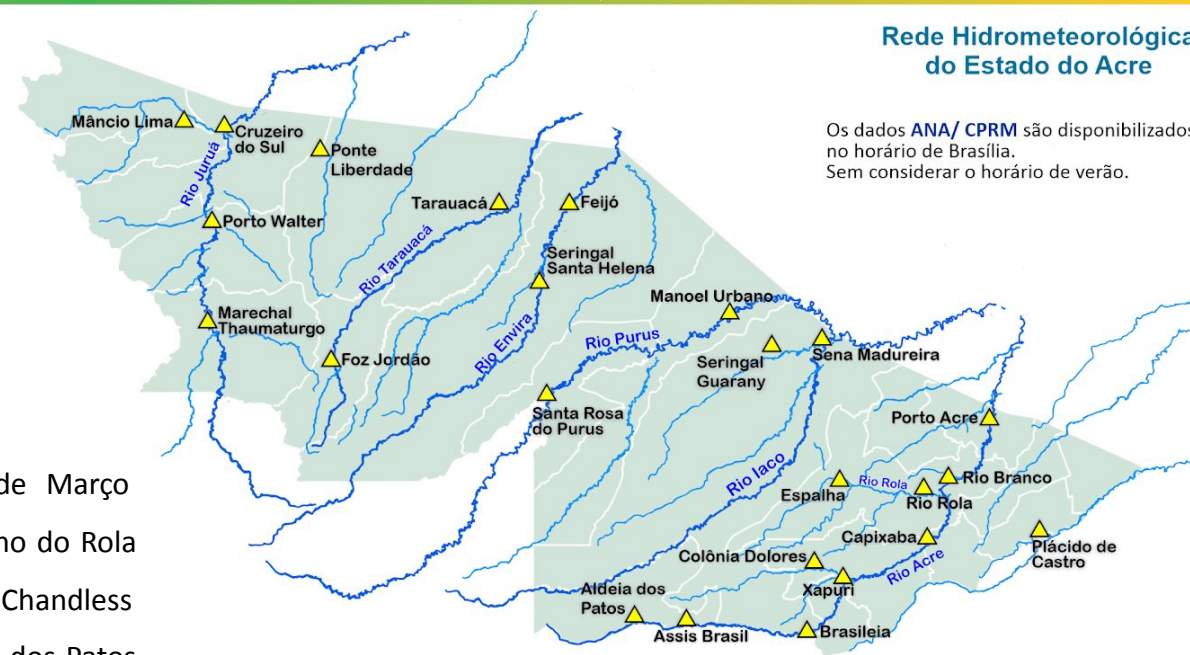 Rede Hidrometeorológica
do Estado do Acre
Os dados ANA/ CPRM são disponibilizados
no horário de Brasília.
Sem considerar o horário de verão.
Mâncio Lima
Cruzeiro
do Sul
Ponte
Liberdade
Rio Juruá
Porto Walter
Tarauacá
Feijó
Rio Tarauacá
Seringal
Santa Helena
Marechal
Thaumaturgo
Foz Jordão
Rio Envira
Manoel Urbano
Rio Purus
Seringal
Guarany
Sena Madureira
Santa Rosa
do Purus
Porto Acre
Rio Iaco
Espalha
Rio Rola
Rio Rola
Rio Branco
Capixaba
Plácido de
Castro
Colônia Dolores
Xapuri
Rio Acre
Aldeia dos
Patos
Assis Brasil
Brasileia
de Março
do Rola
Chandless
dos Patos